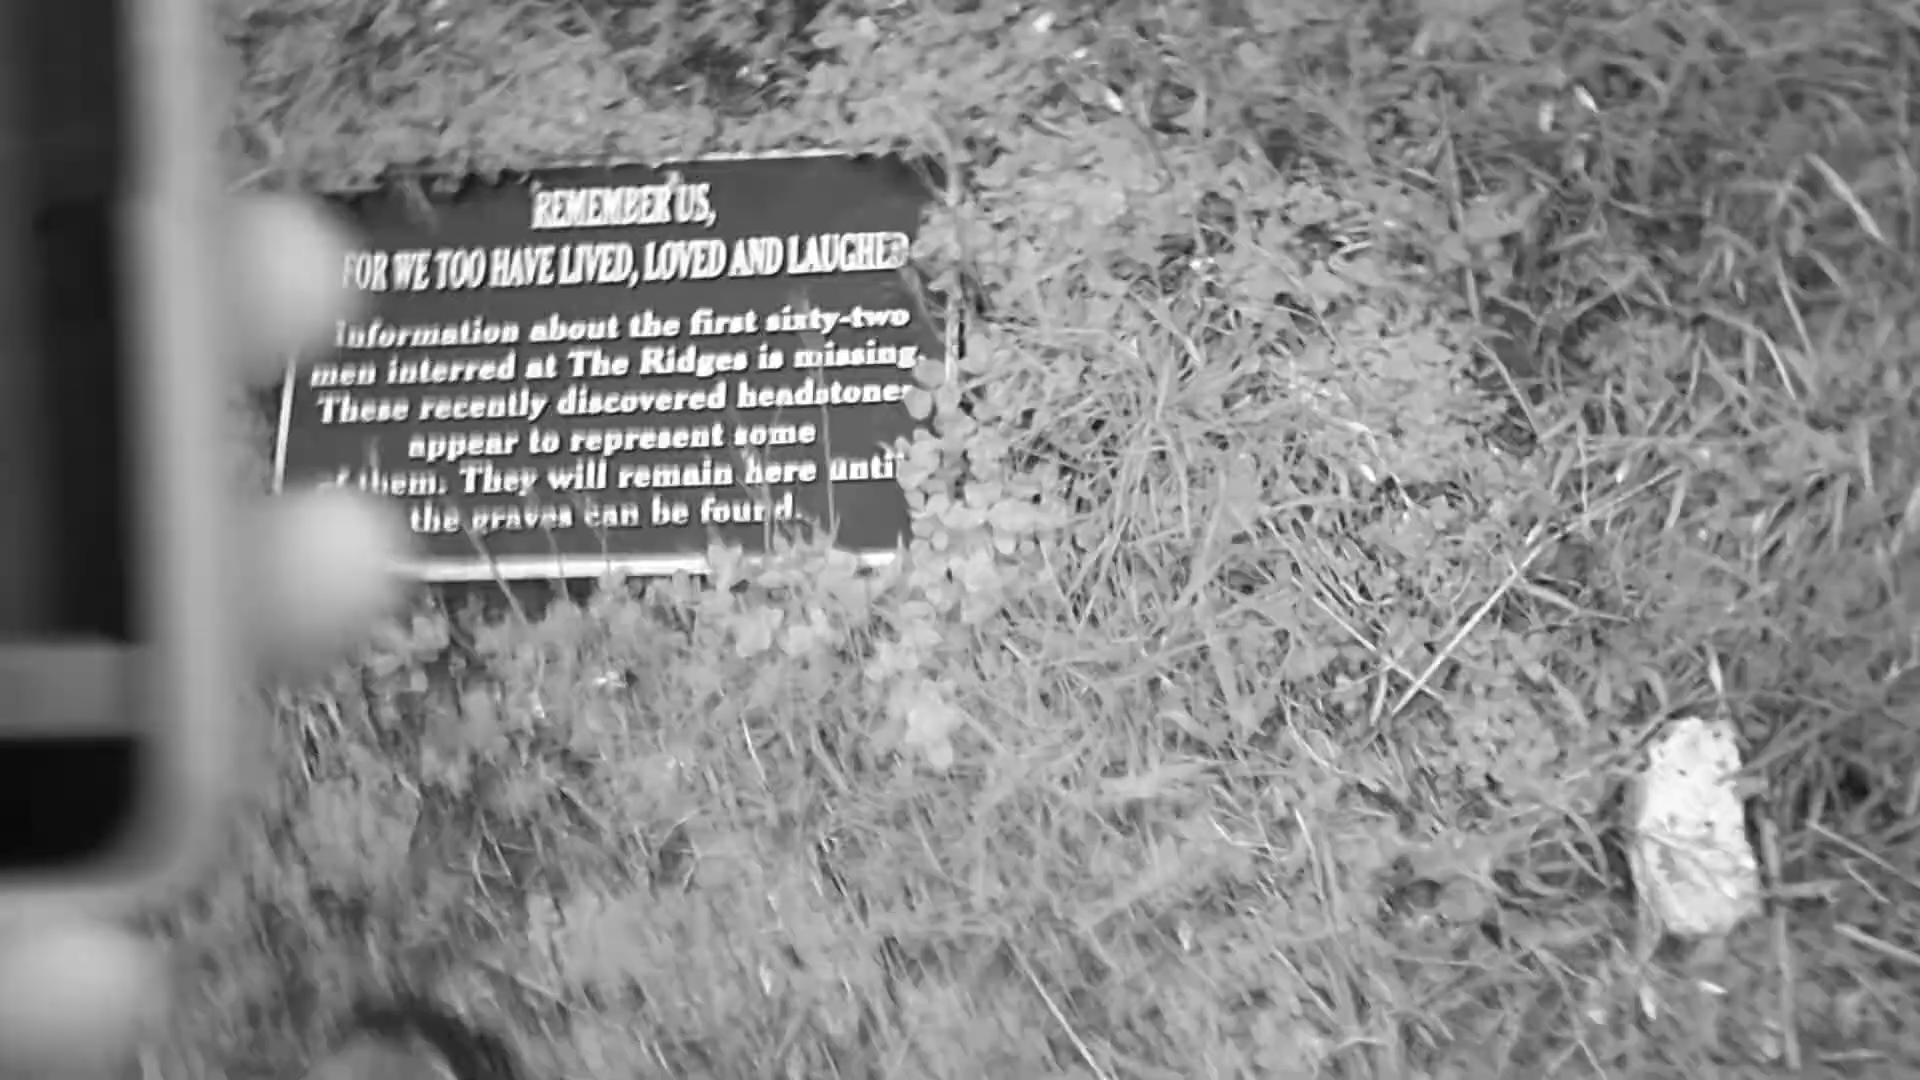 REMEMBER US,
FOR WE TOO HAVE LIVED, LOVED AND LAUGHED
Information about the first sixty-two
men interred at The Ridges is missing.
These recently discovered headstones
appear to represent some
of them. They will remain here until
the graves can be found.